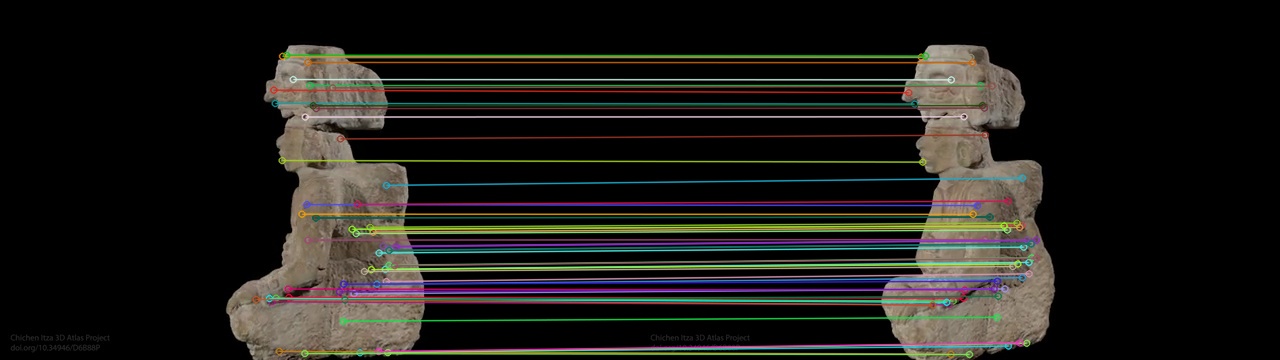 Chichen Itza 3D Atlas Project
doi.org/10.34946/D6888P
Chichen Itza 3D Atlas Project